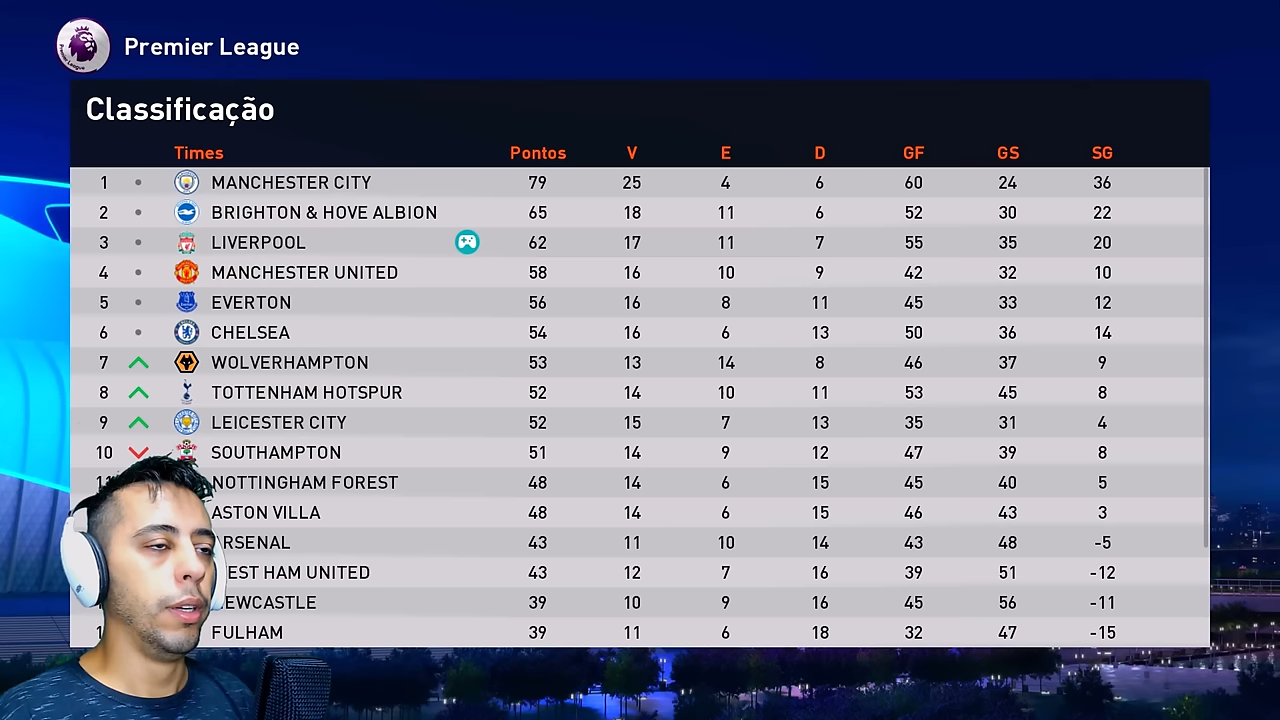 Premier League
Classificação
Times Pontos V E D GF GS SG
1 MANCHESTER CITY 79 25 4 6 60 24 36
2 BRIGHTON & HOVE ALBION 65 18 11 6 52 30 22
3 LIVERPOOL 62 17 11 7 55 35 20
4 MANCHESTER UNITED 58 16 10 9 42 32 10
5 EVERTON 56 16 8 11 45 33 12
6 CHELSEA 54 16 6 13 50 36 14
7 WOLVERHAMPTON 53 13 14 8 46 37 9
8 TOTTENHAM HOTSPUR 52 14 10 11 53 45 8
9 LEICESTER CITY 52 15 7 13 35 31 4
10 SOUTHAMPTON 51 14 9 12 47 39 8
11 NOTTINGHAM FOREST 48 14 6 15 45 40 5
ASTON VILLA 48 14 6 15 46 43 3
RSENAL 43 11 10 14 43 48 -5
EST HAM UNITED 43 12 7 16 39 51 -12
EWCASTLE 39 10 9 16 45 56 -11
FULHAM 39 11 6 18 32 47 -15